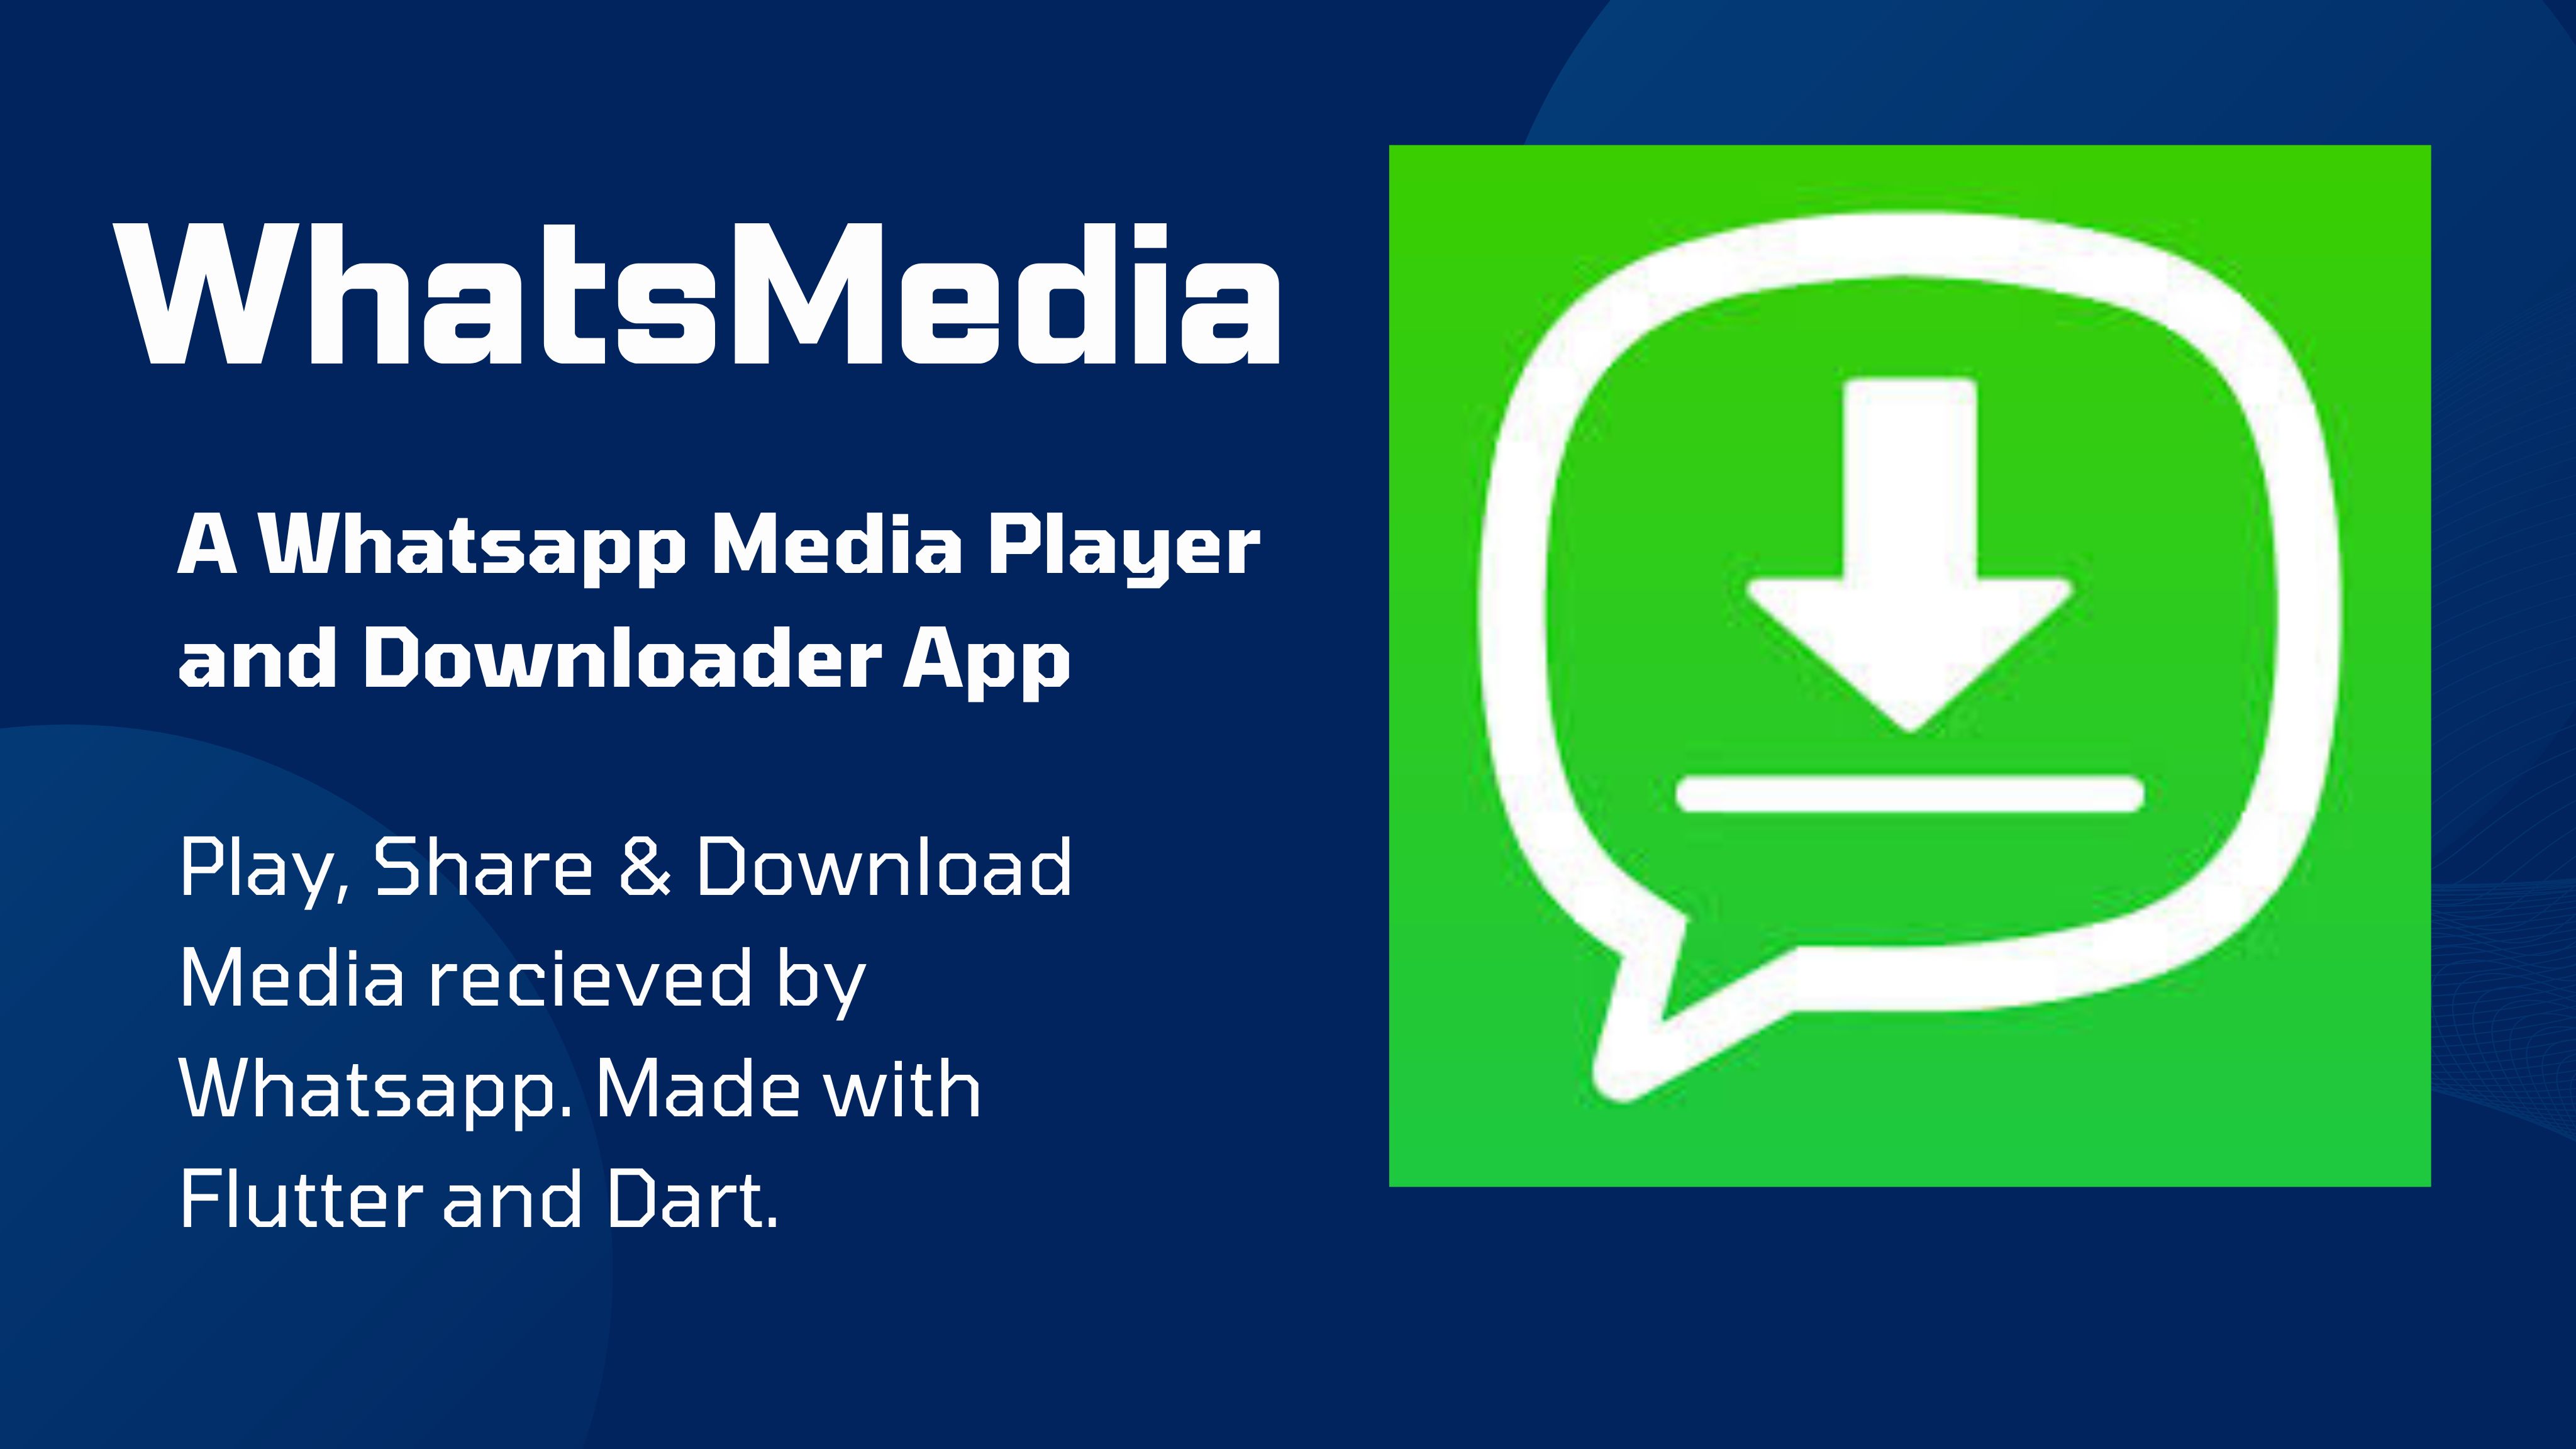 WhatsMedia
A Whatsapp Media Player
and Downloader App
Play, Share & Download
Media recieved by
Whatsapp. Made with
Flutter and Dart.